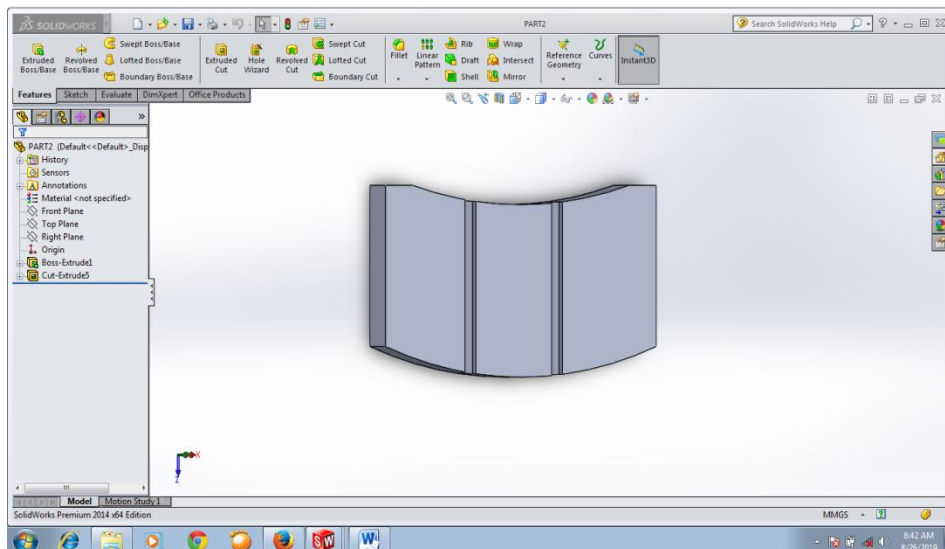 SOLIDWORKS
PART2
Search SolidWorks Help
Extruded Boss/Base
Revolved Boss/Base
Swept Boss/Base
Lofted Boss/Base
Boundary Boss/Base
Extruded Cut
Hole Wizard
Revolved Cut
Swept Cut
Lofted Cut
Boundary Cut
Fillet
Linear Pattern
Rib
Draft
Shell
Wrap
Intersect
Mirror
Reference Geometry
Curves
Instant3D
Features Sketch Evaluate DimXpert Office Products
PART2 (Default<<Default>_Disp
History
Sensors
Annotations
Material <not specified>
Front Plane
Top Plane
Right Plane
Origin
Boss-Extrude1
Cut-Extrude5
X
Z
Model Motion Study 1
SolidWorks Premium 2014 x64 Edition
MMGS
8:42 AM
8/26/2019